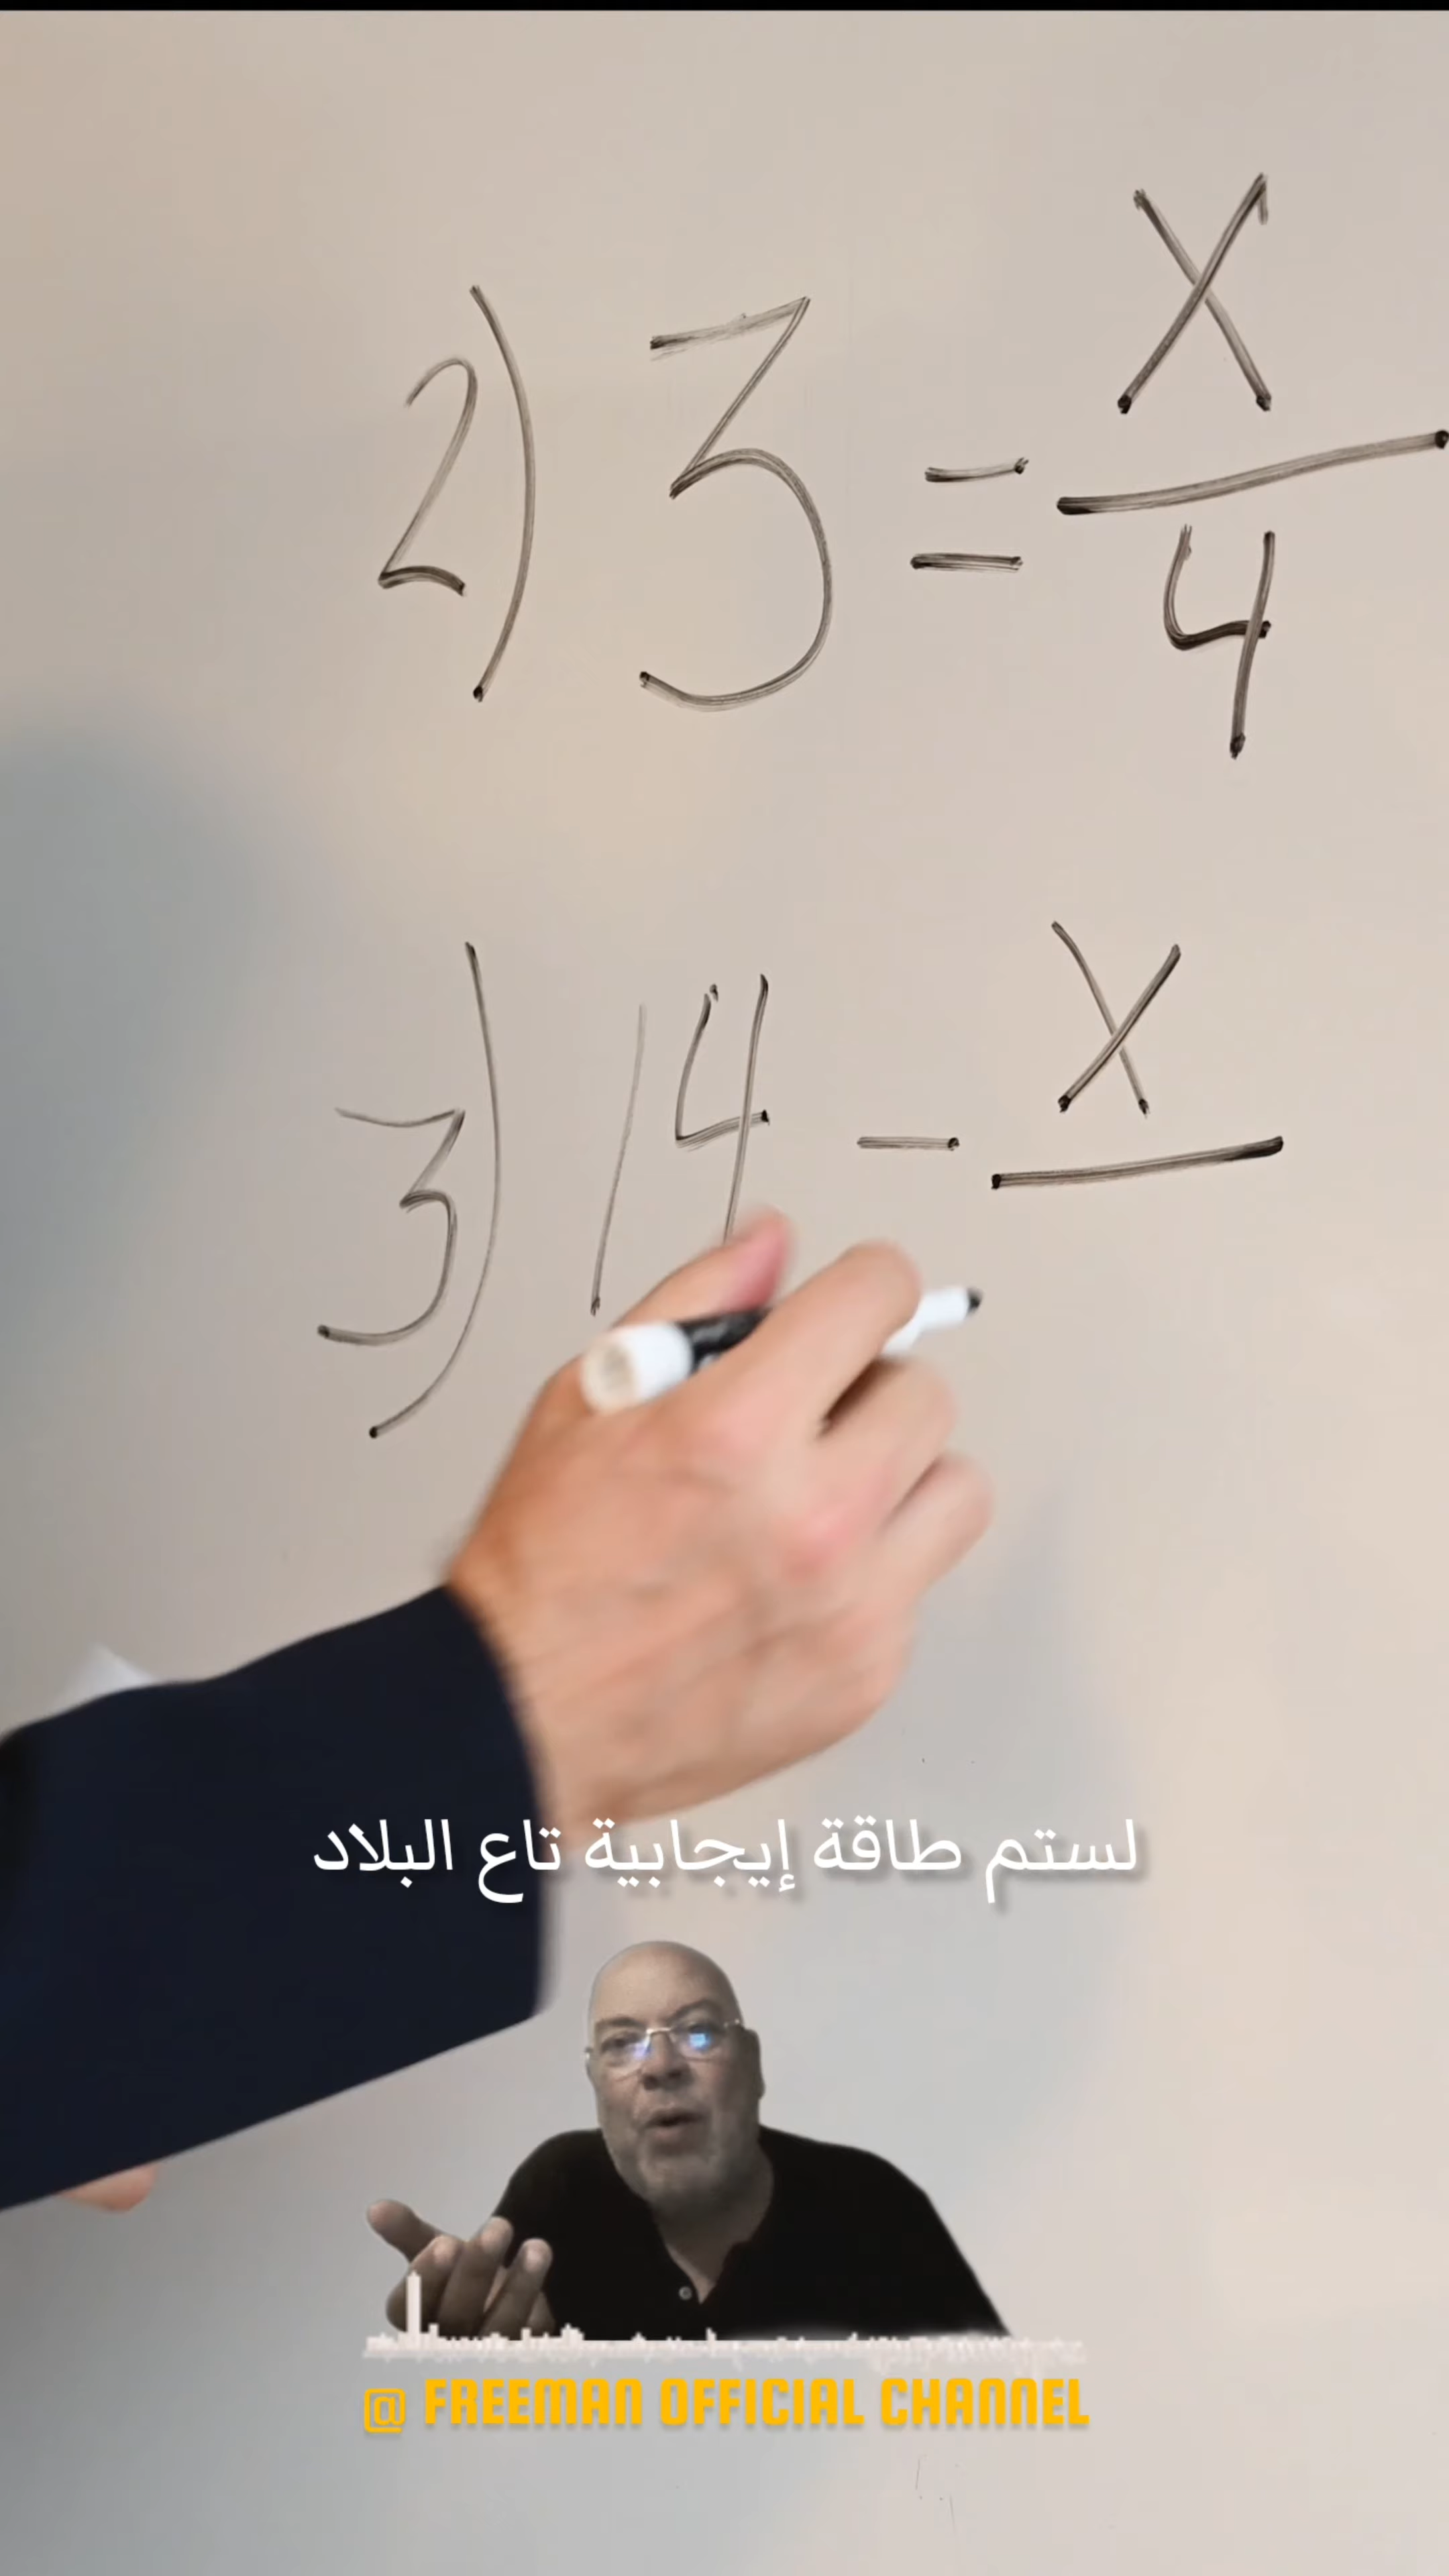 2) 3 = x/4
3) 14 - x/
لستم طاقة إيجابية تاع البلاد
@ FREEMAN OFFICIAL CHANNEL